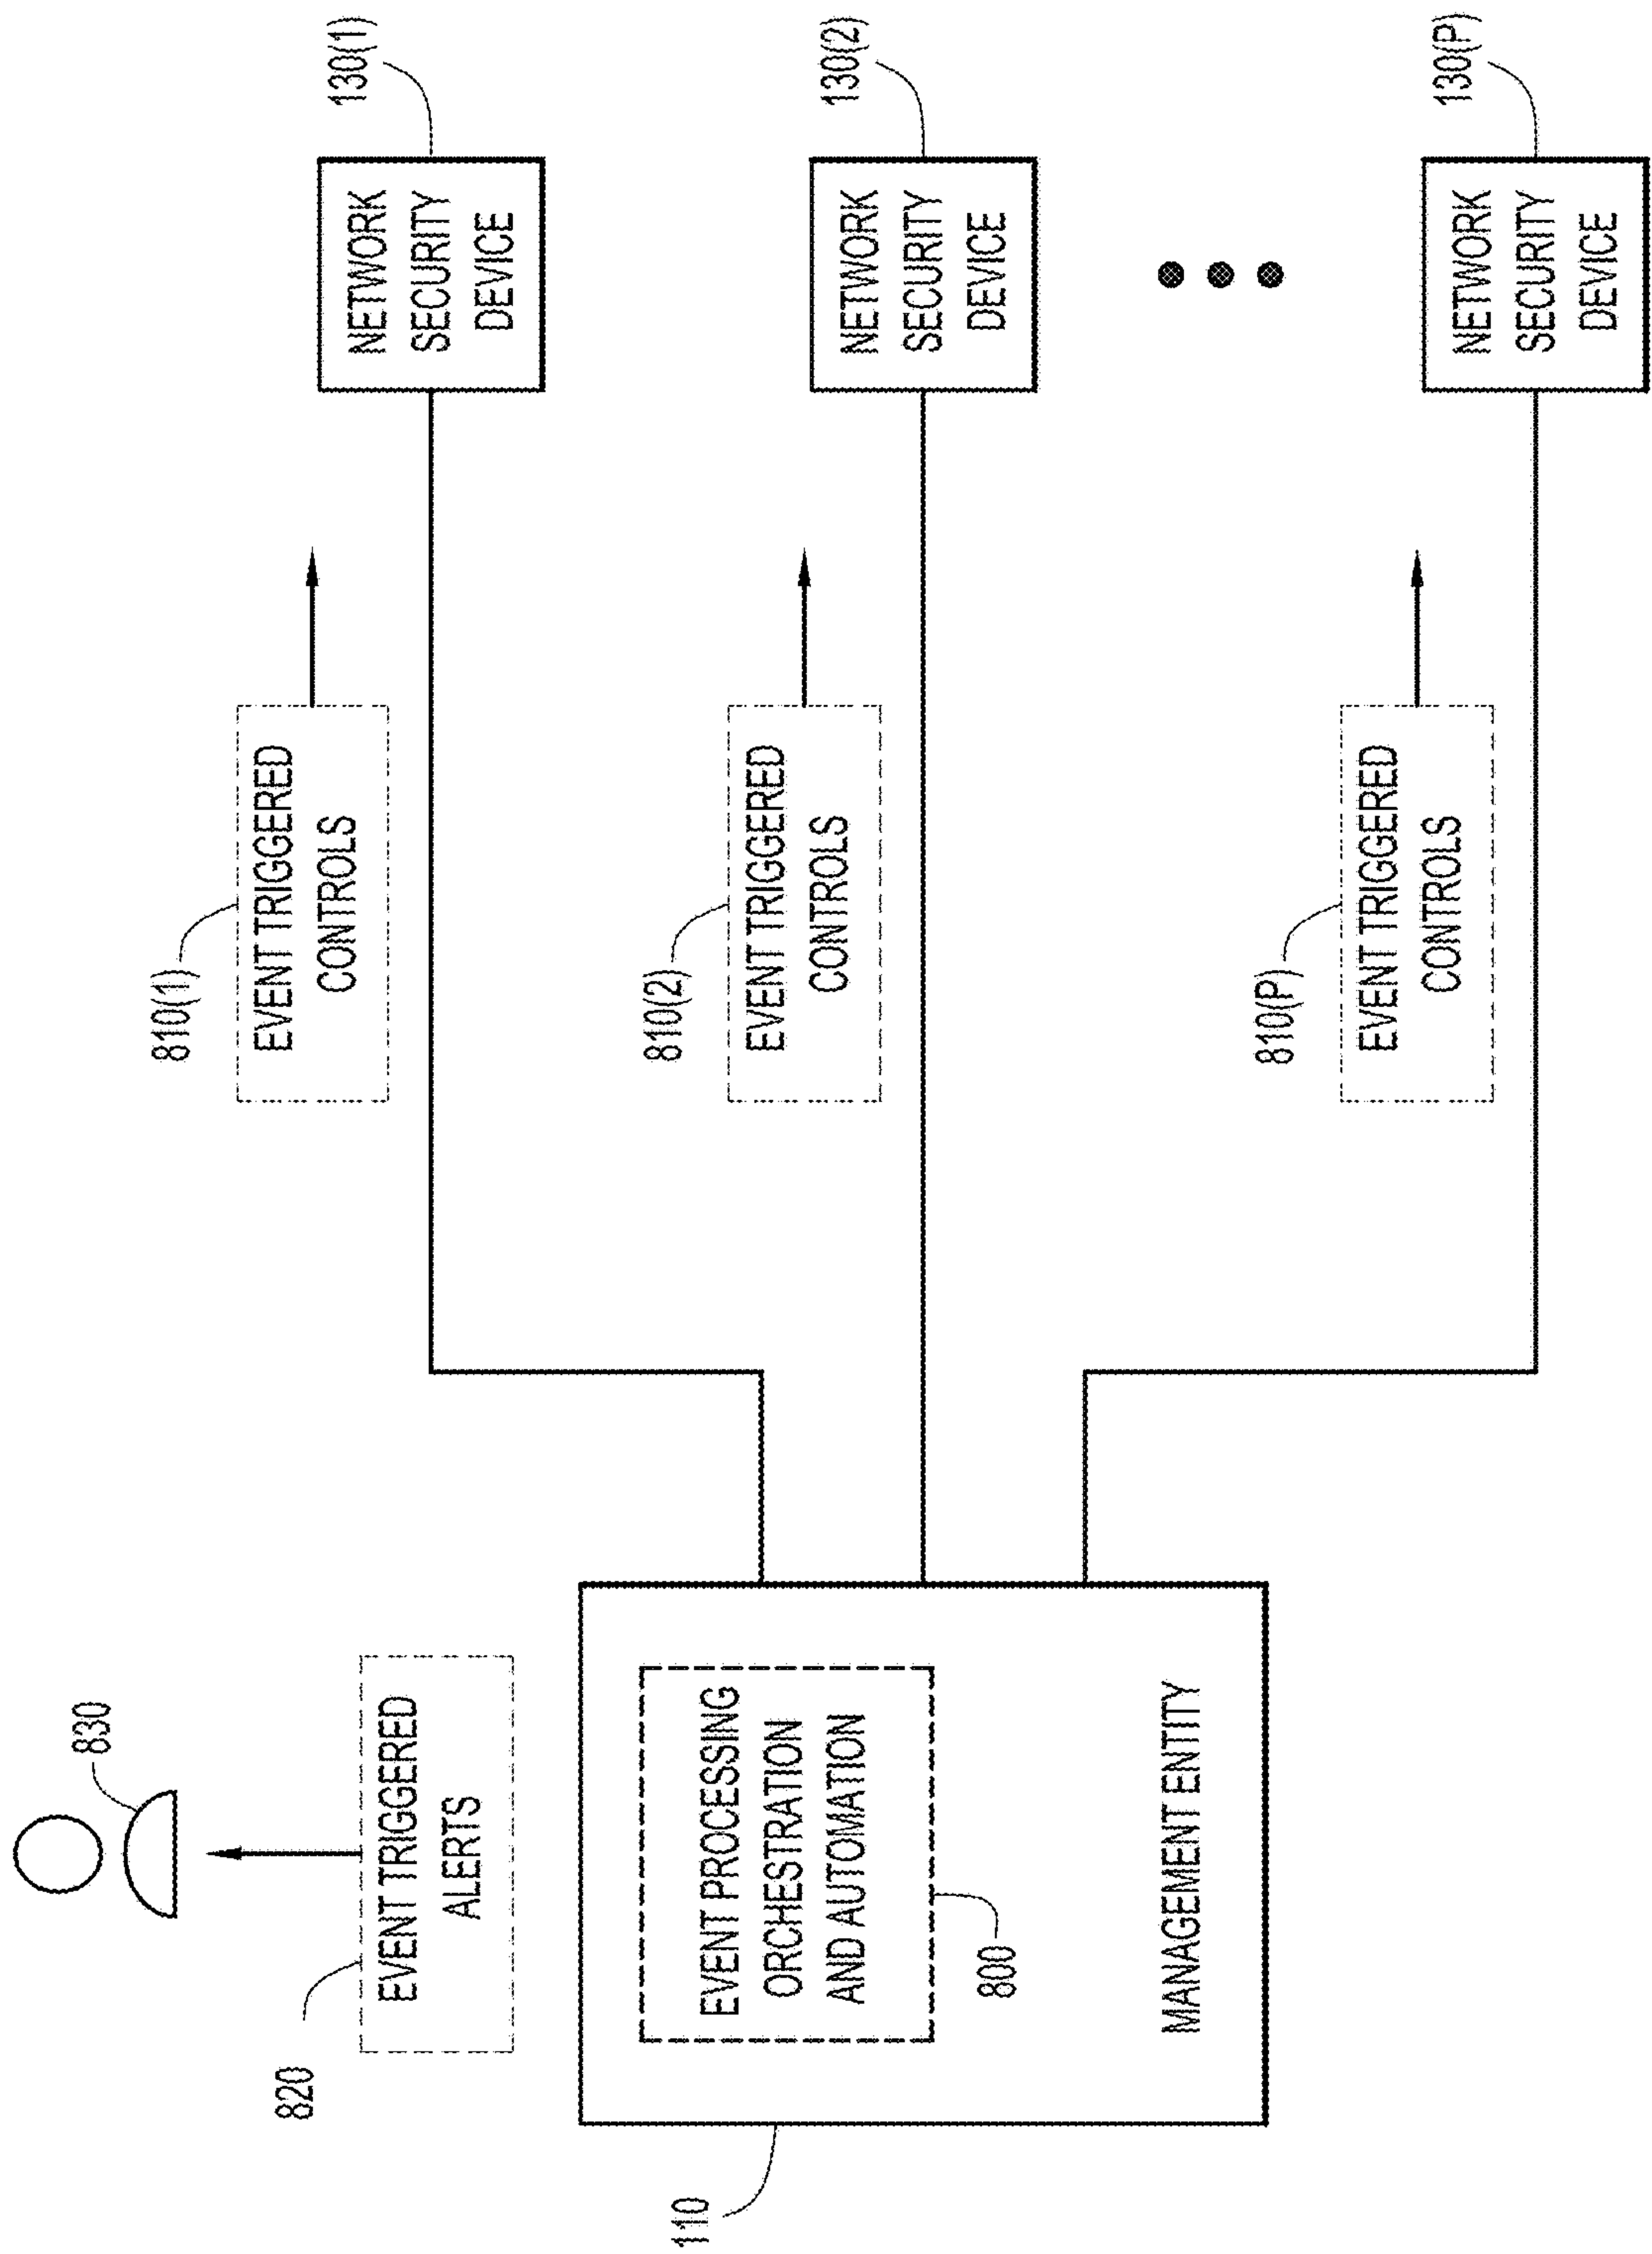 830
820
EVENT TRIGGERED
ALERTS
110
EVENT PROCESSING
ORCHESTRATION
AND AUTOMATION
800
MANAGEMENT ENTITY
810(1)
EVENT TRIGGERED
CONTROLS
130(1)
NETWORK
SECURITY
DEVICE
810(2)
EVENT TRIGGERED
CONTROLS
130(2)
NETWORK
SECURITY
DEVICE
810(P)
EVENT TRIGGERED
CONTROLS
130(P)
NETWORK
SECURITY
DEVICE